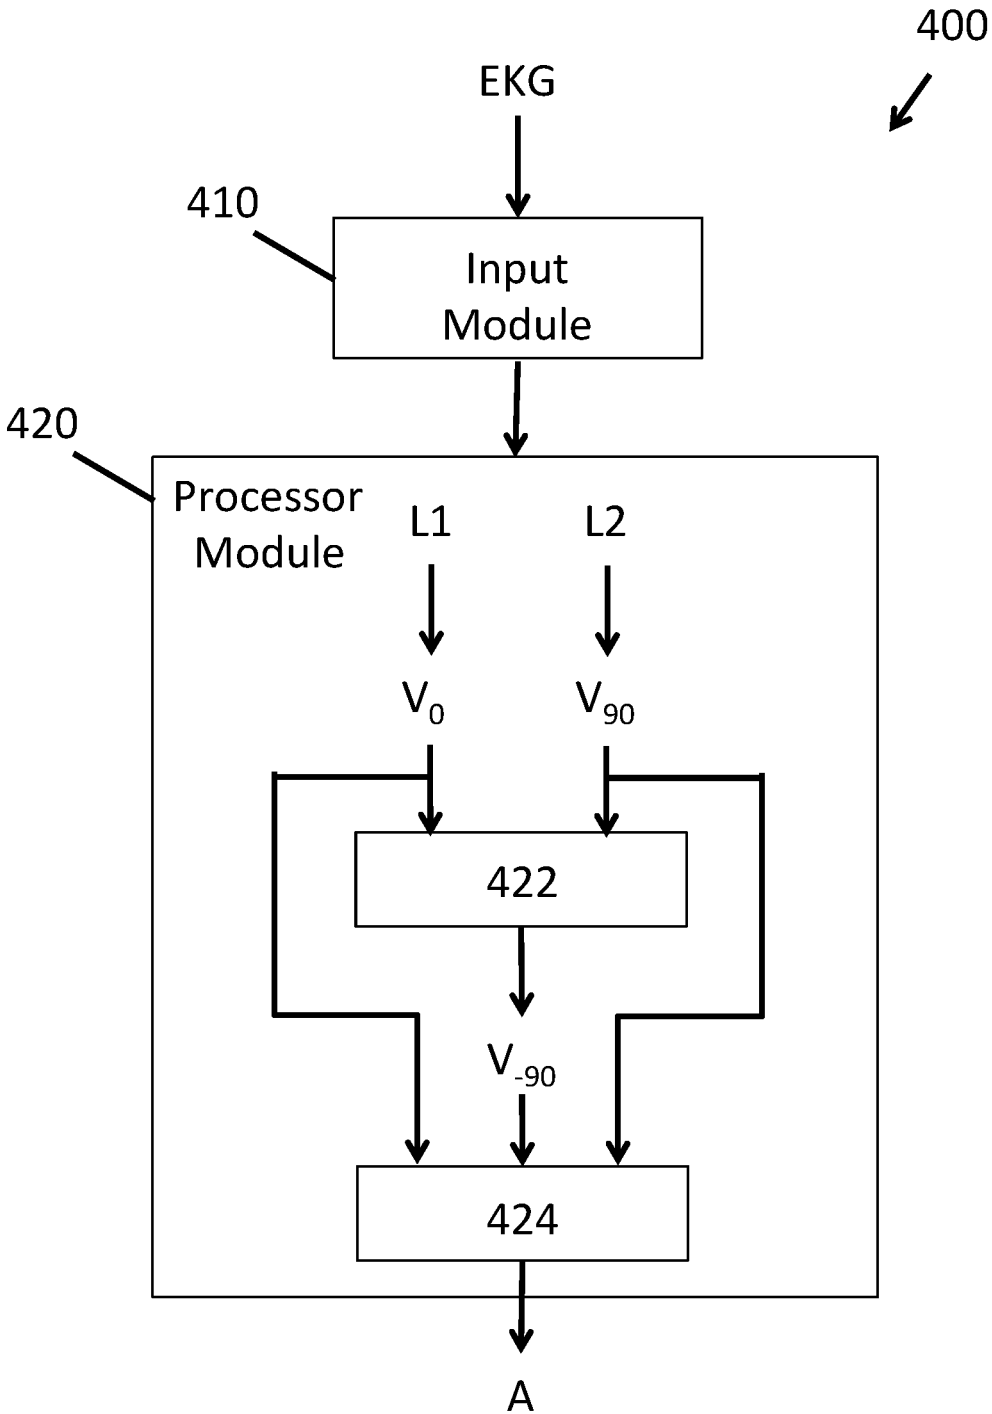 400
EKG
410
Input
Module
420
Processor
Module
L1 L2
V0 V90
422
V-90
424
A